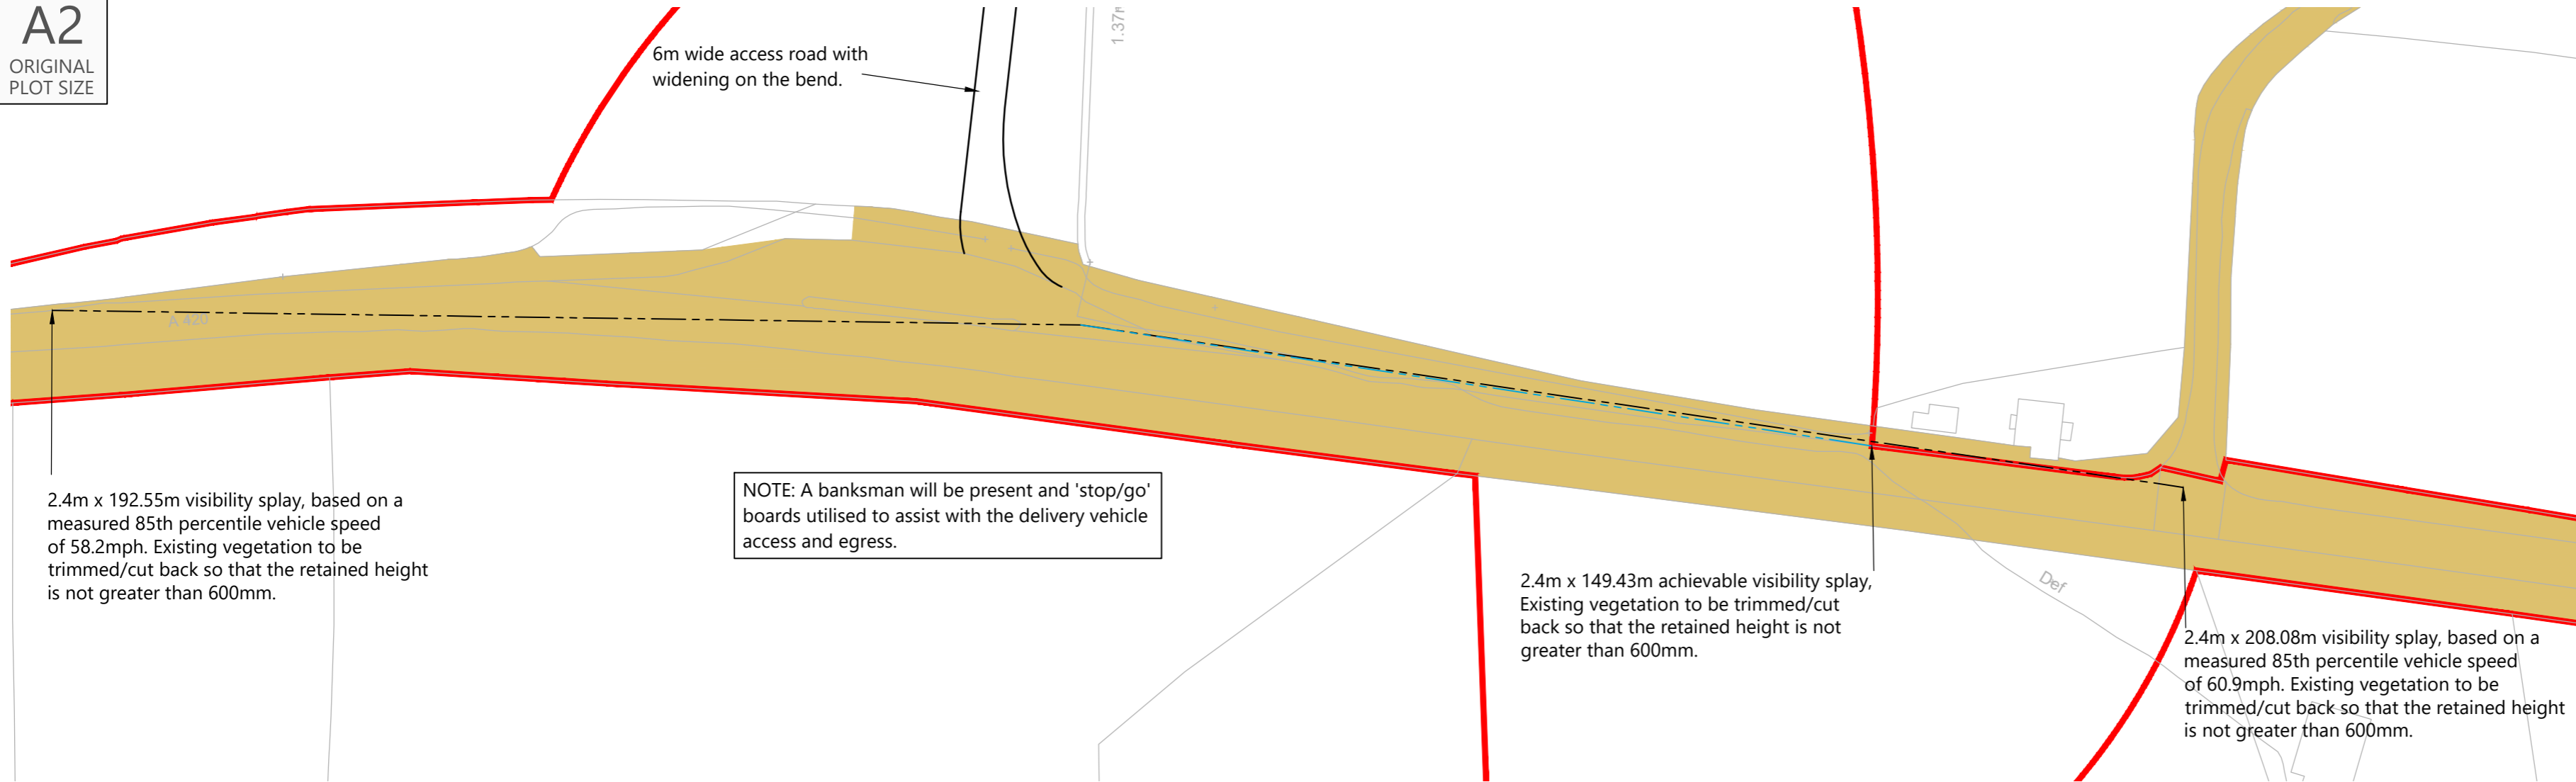 A2
ORIGINAL
PLOT SIZE
6m wide access road with
widening on the bend.
A 420
2.4m x 192.55m visibility splay, based on a
measured 85th percentile vehicle speed
of 58.2mph. Existing vegetation to be
trimmed/cut back so that the retained height
is not greater than 600mm.
NOTE: A banksman will be present and 'stop/go'
boards utilised to assist with the delivery vehicle
access and egress.
2.4m x 149.43m achievable visibility splay,
Existing vegetation to be trimmed/cut
back so that the retained height is not
greater than 600mm.
Def
2.4m x 208.08m visibility splay, based on a
measured 85th percentile vehicle speed
of 60.9mph. Existing vegetation to be
trimmed/cut back so that the retained height
is not greater than 600mm.